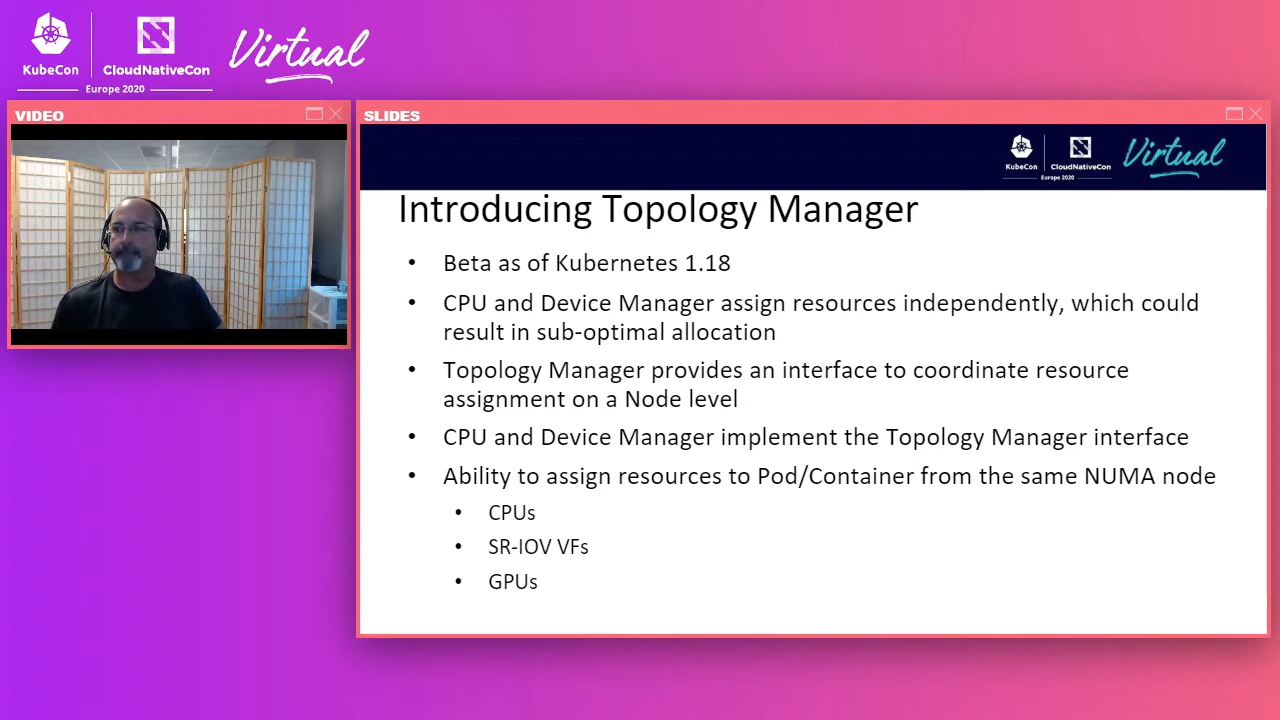 KubeCon
CloudNativeCon
Europe 2020
Virtual
VIDEO
SLIDES
KubeCon
CloudNativeCon
Europe 2020
Virtual
Introducing Topology Manager
• Beta as of Kubernetes 1.18
• CPU and Device Manager assign resources independently, which could
result in sub-optimal allocation
• Topology Manager provides an interface to coordinate resource
assignment on a Node level
• CPU and Device Manager implement the Topology Manager interface
• Ability to assign resources to Pod/Container from the same NUMA node
• CPUs
• SR-IOV VFs
• GPUs